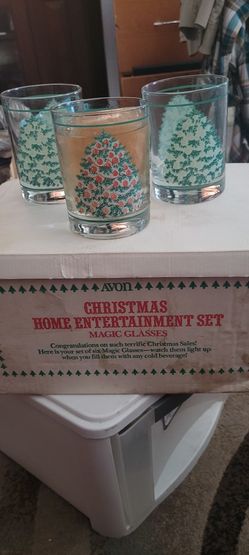 AVON
CHRISTMAS
HOME ENTERTAINMENT SET
MAGIC GLASSES
Congratulations on such terrific Christmas Sales!
Here is your set of six Magic Glasses—watch them light up
when you fill them with any cold beverage!